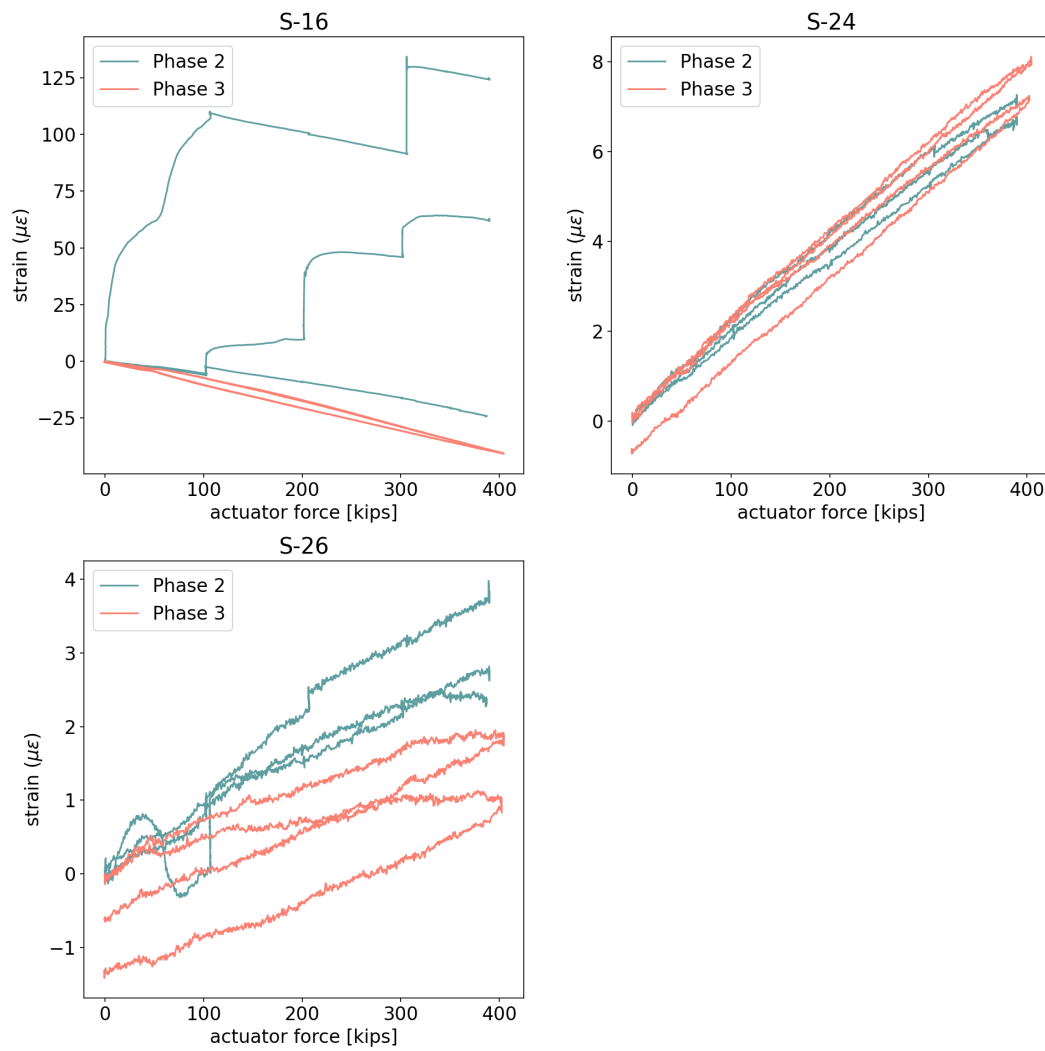 S-16
Phase 2
Phase 3
125
100
75
50
25
0
−25
strain (με)
0 100 200 300 400
actuator force [kips]
S-24
Phase 2
Phase 3
8
6
4
2
0
strain (με)
0 100 200 300 400
actuator force [kips]
S-26
Phase 2
Phase 3
4
3
2
1
0
−1
strain (με)
0 100 200 300 400
actuator force [kips]